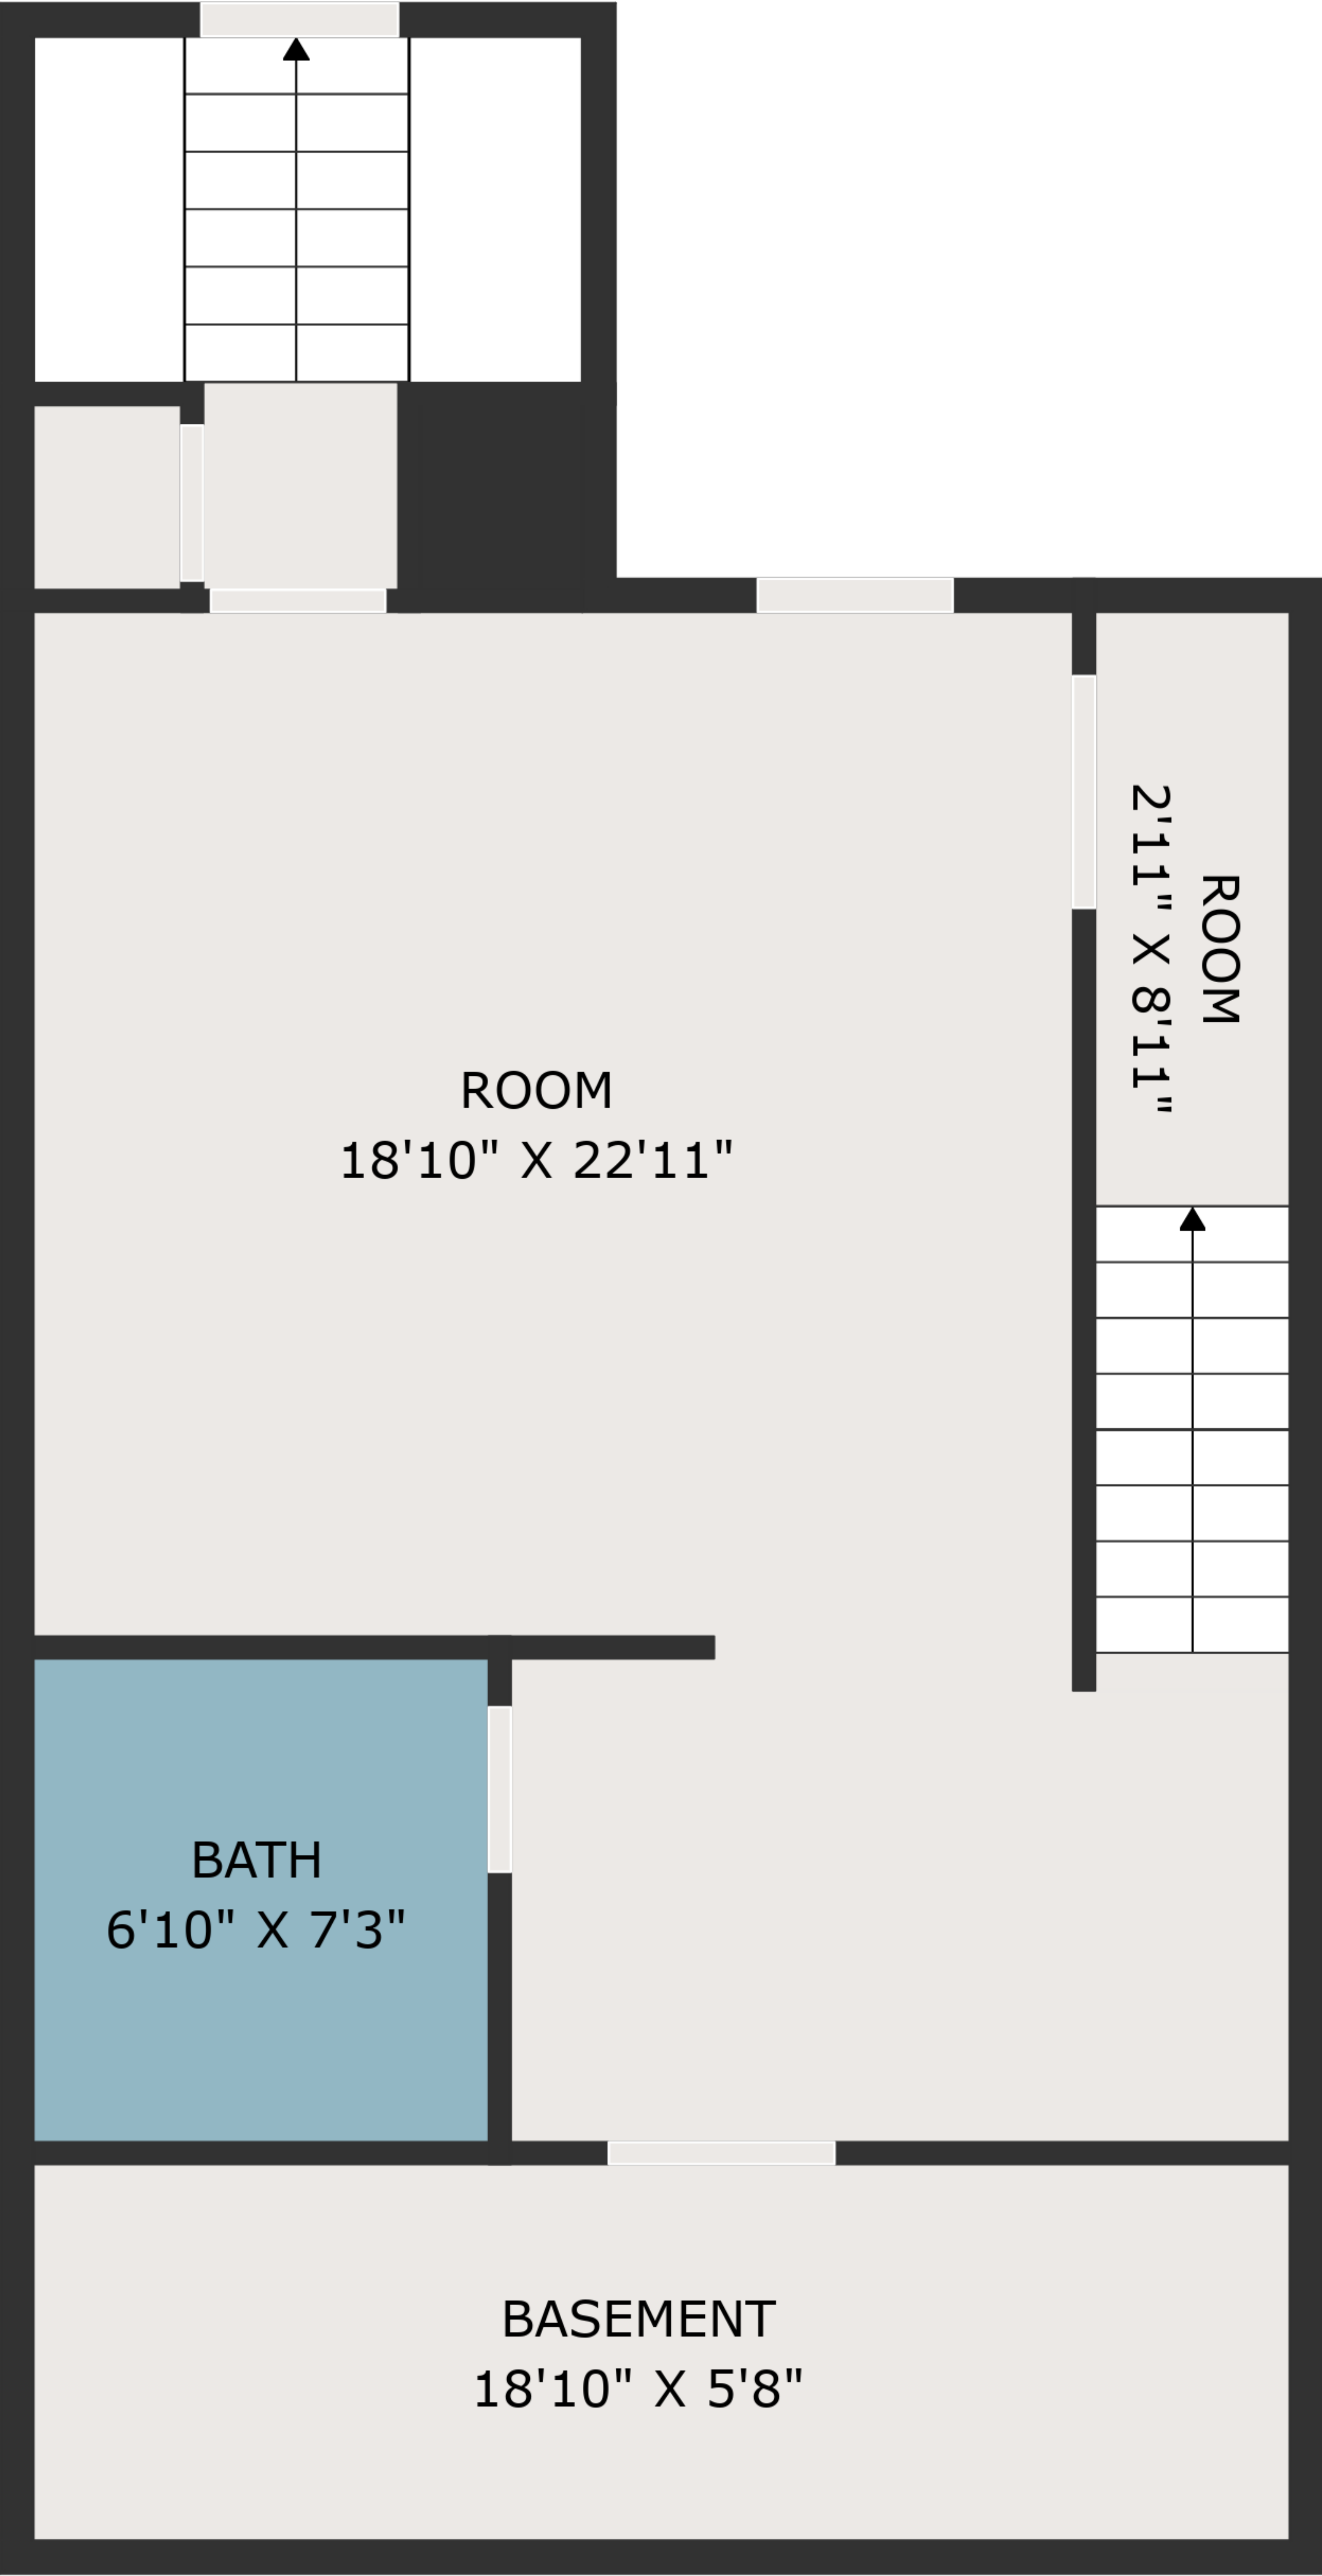 ROOM
2'11" X 8'11"
ROOM
18'10" X 22'11"
BATH
6'10" X 7'3"
BASEMENT
18'10" X 5'8"